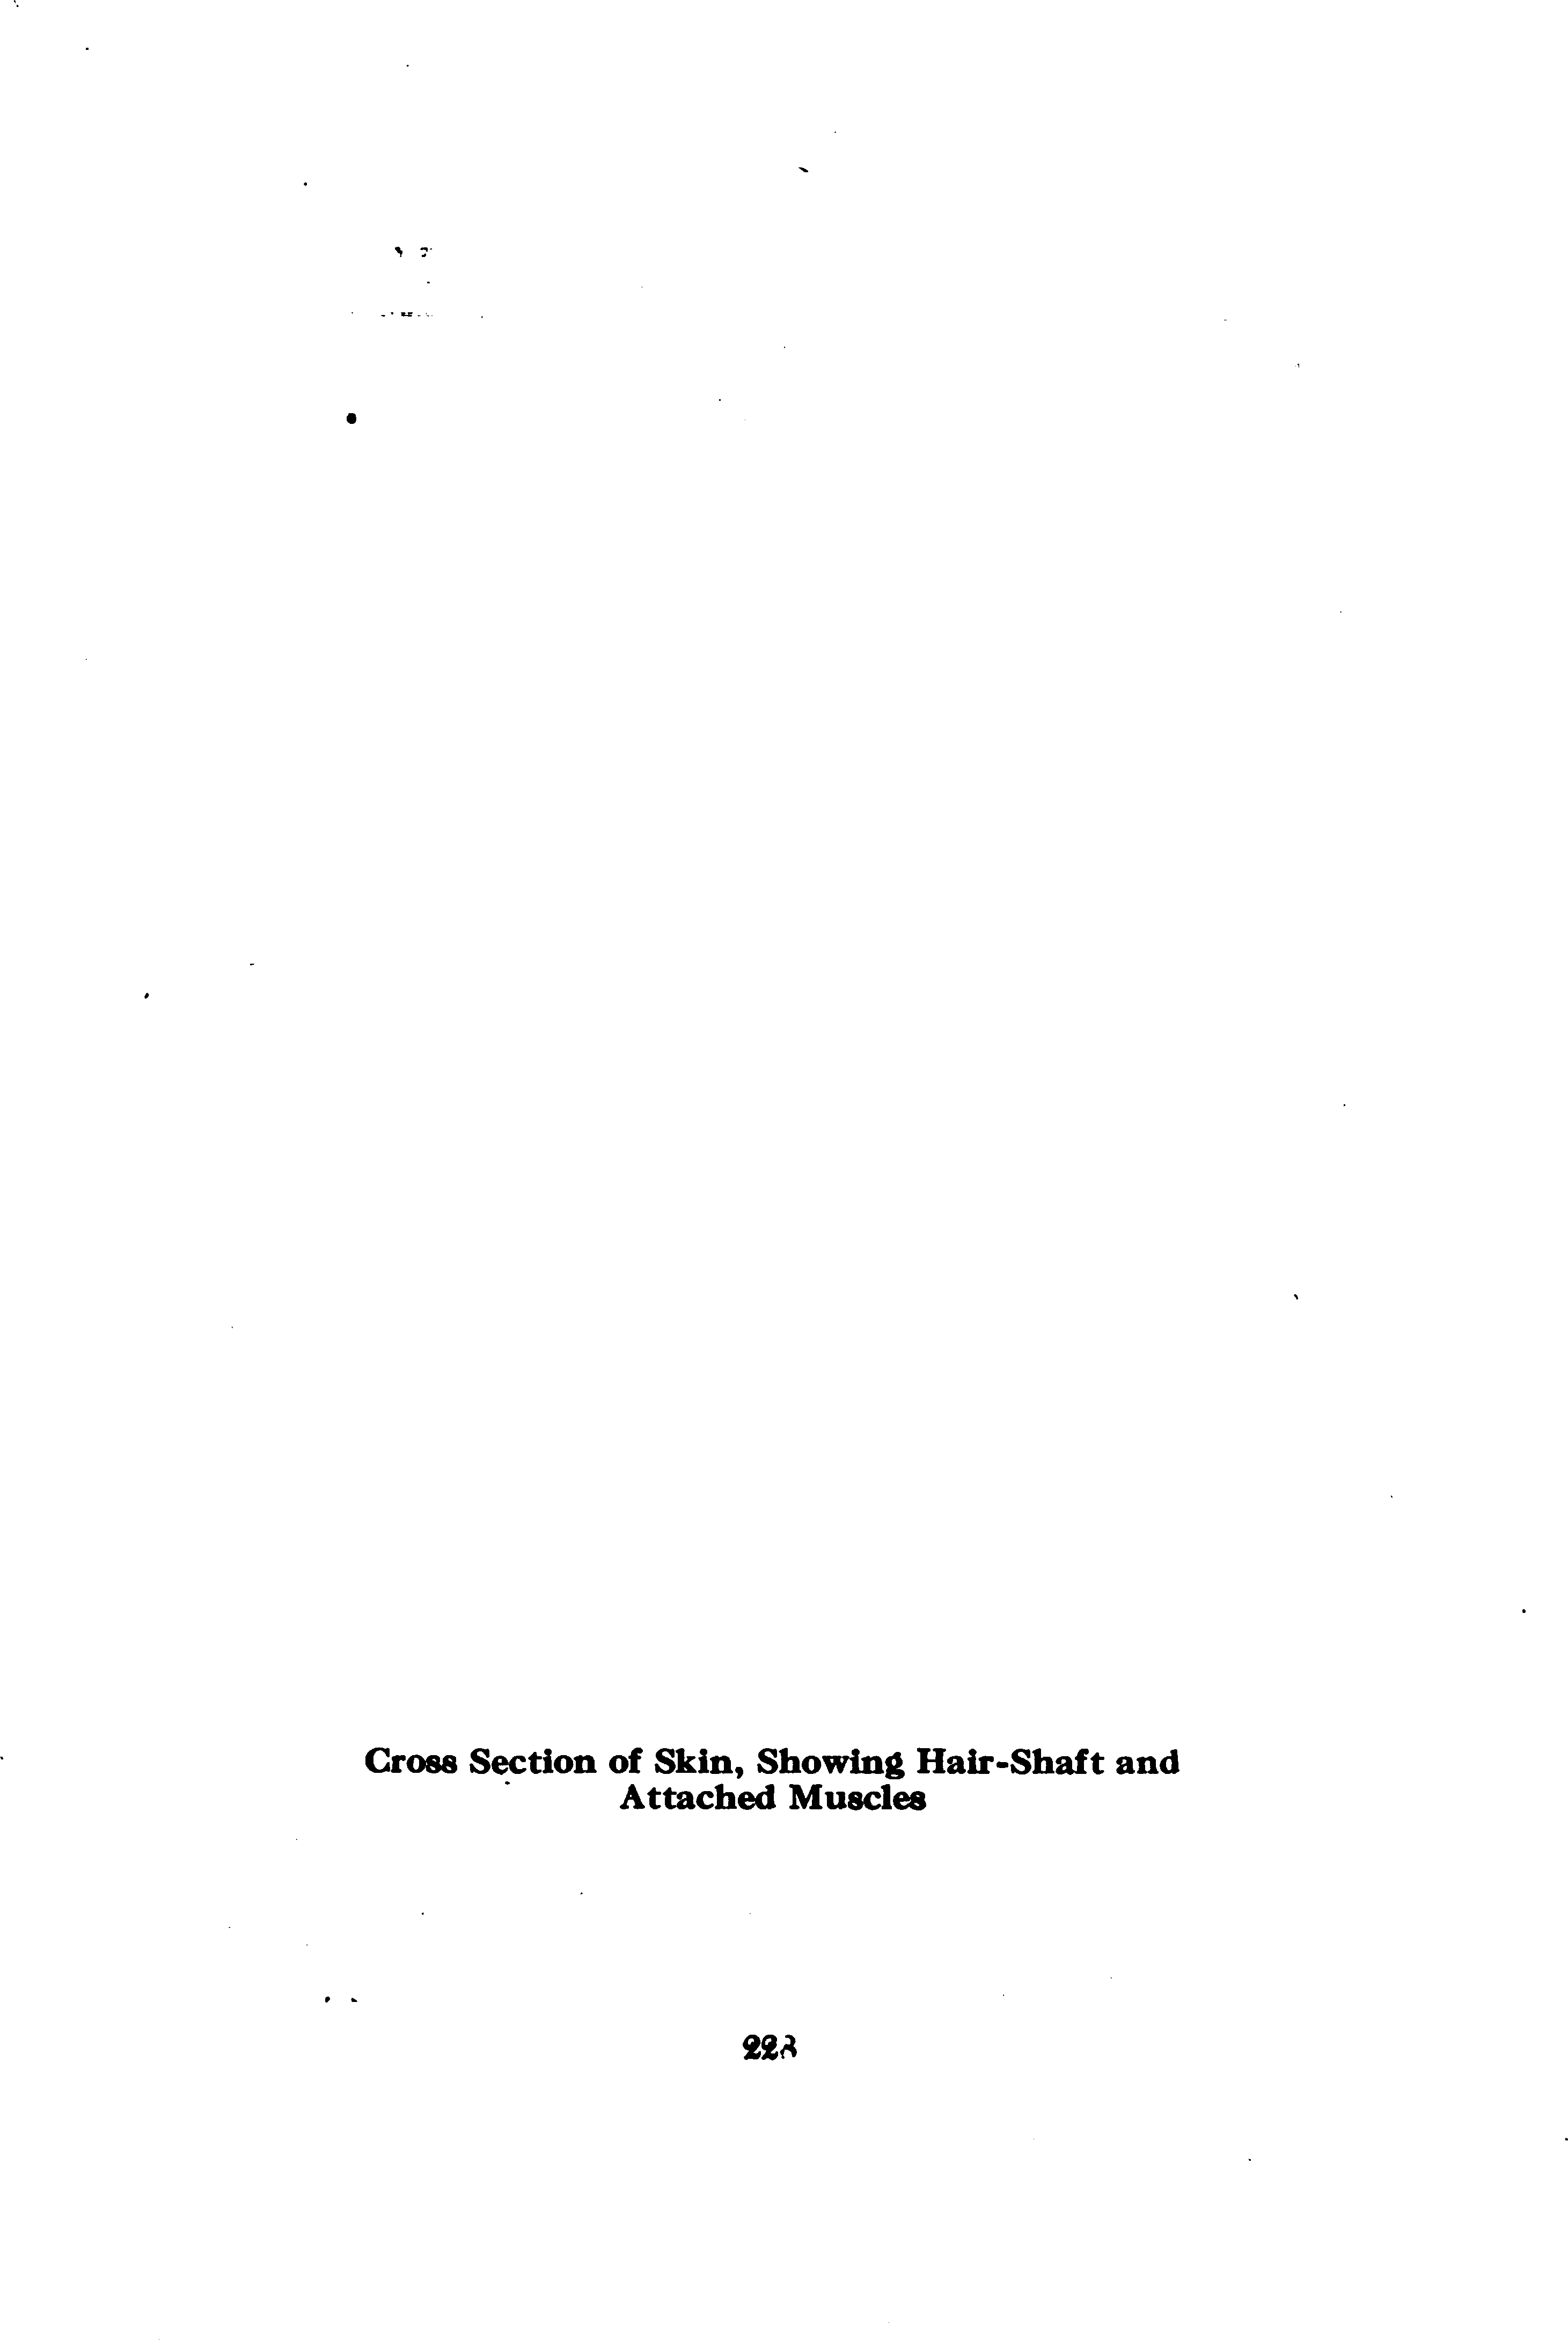 Cross Section of Skin, Showing Hair-Shaft and
Attached Muscles